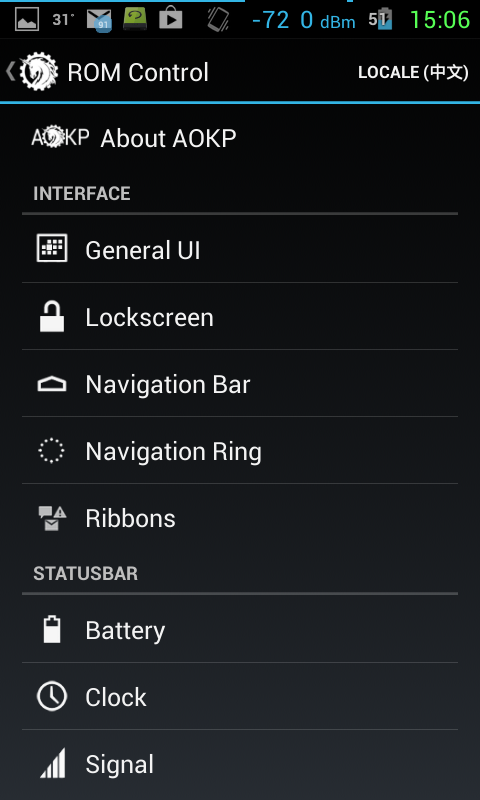 31° 91 -72 0 dBm 51 15:06
ROM Control LOCALE (中文)
AOKP About AOKP
INTERFACE
General UI
Lockscreen
Navigation Bar
Navigation Ring
Ribbons
STATUSBAR
Battery
Clock
Signal